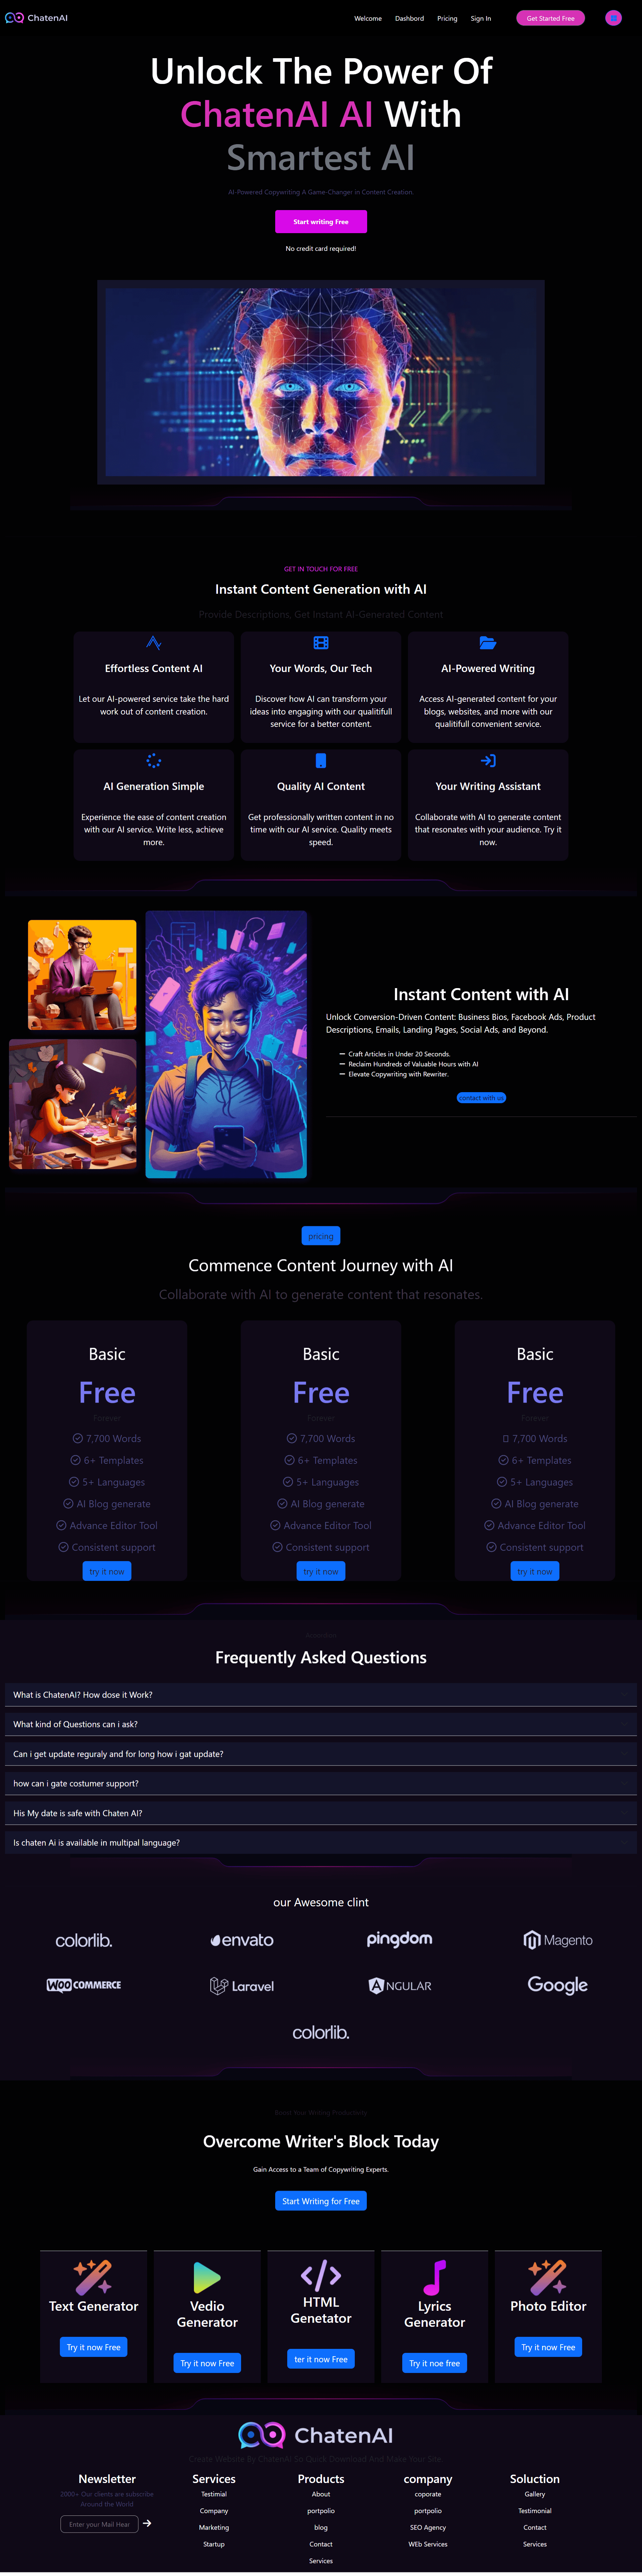 ChatenAI
Welcome Dashbord Pricing Sign In Get Started Free
Unlock The Power Of
ChatenAI AI With
Smartest AI
AI-Powered Copywriting A Game-Changer in Content Creation.
Start writing Free
No credit card required!
GET IN TOUCH FOR FREE
Instant Content Generation with AI
Provide Descriptions, Get Instant AI-Generated Content
Effortless Content AI
Let our AI-powered service take the hard
work out of content creation.
Your Words, Our Tech
Discover how AI can transform your
ideas into engaging with our qualitifull
service for a better content.
AI-Powered Writing
Access AI-generated content for your
blogs, websites, and more with our
qualitifull convenient service.
AI Generation Simple
Experience the ease of content creation
with our AI service. Write less, achieve
more.
Quality AI Content
Get professionally written content in no
time with our AI service. Quality meets
speed.
Your Writing Assistant
Collaborate with AI to generate content
that resonates with your audience. Try it
now.
Instant Content with AI
Unlock Conversion-Driven Content: Business Bios, Facebook Ads, Product
Descriptions, Emails, Landing Pages, Social Ads, and Beyond.
Craft Articles in Under 20 Seconds.
Reclaim Hundreds of Valuable Hours with AI
Elevate Copywriting with Rewriter.
contact with us
pricing
Commence Content Journey with AI
Collaborate with AI to generate content that resonates.
Basic
Free
Forever
7,700 Words
6+ Templates
5+ Languages
AI Blog generate
Advance Editor Tool
Consistent support
try it now
Basic
Free
Forever
7,700 Words
6+ Templates
5+ Languages
AI Blog generate
Advance Editor Tool
Consistent support
try it now
Basic
Free
Forever
7,700 Words
6+ Templates
5+ Languages
AI Blog generate
Advance Editor Tool
Consistent support
try it now
Frequently Asked Questions
What is ChatenAI? How dose it Work?
What kind of Questions can i ask?
Can i get update reguraly and for long how i gat update?
how can i gate costumer support?
His My date is safe with Chaten AI?
Is chaten Ai is available in multipal language?
our Awesome clint
colorlib.
envato
pingdom
Magento
WOO COMMERCE
Laravel
ANGULAR
Google
colorlib.
Overcome Writer's Block Today
Gain Access to a Team of Copywriting Experts.
Start Writing for Free
Text Generator
Try it now Free
Vedio
Generator
Try it now Free
HTML
Genetator
ter it now Free
Lyrics
Generator
Try it noe free
Photo Editor
Try it now Free
ChatenAI
Create Website By ChatenAI So Quick Download And Make Your Site
Newsletter
2000+ Our clients are subscribe
Around the World
Enter your Mail Hear
Services
Testimial
Company
Marketing
Startup
Products
About
portpolio
blog
Contact
Services
company
coporate
portpolio
SEO Agency
WEb Services
Soluction
Gallery
Testimonial
Contact
Services